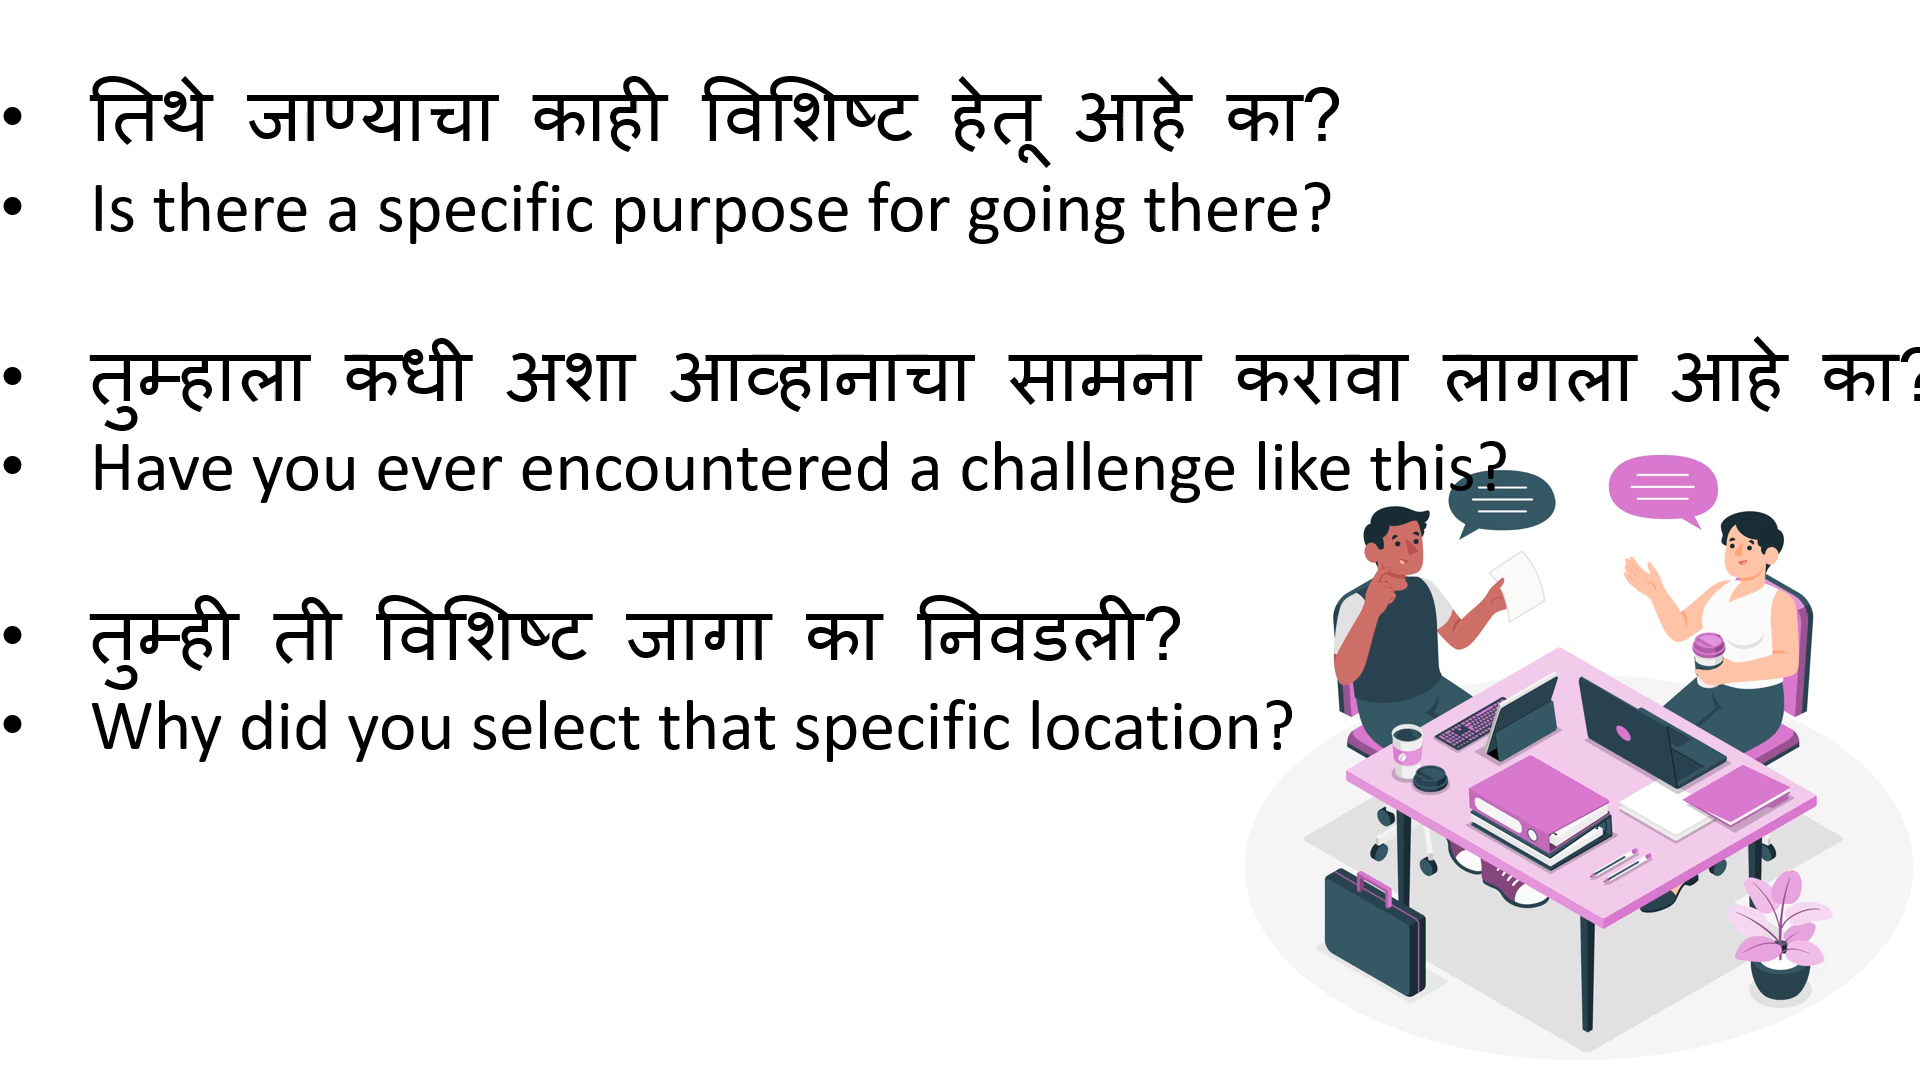 • तिथे जाण्याचा काही विशिष्ट हेतू आहे का?
• Is there a specific purpose for going there?
• तुम्हाला कधी अशा आव्हानाचा सामना करावा लागला आहे का?
• Have you ever encountered a challenge like this?
• तुम्ही ती विशिष्ट जागा का निवडली?
• Why did you select that specific location?